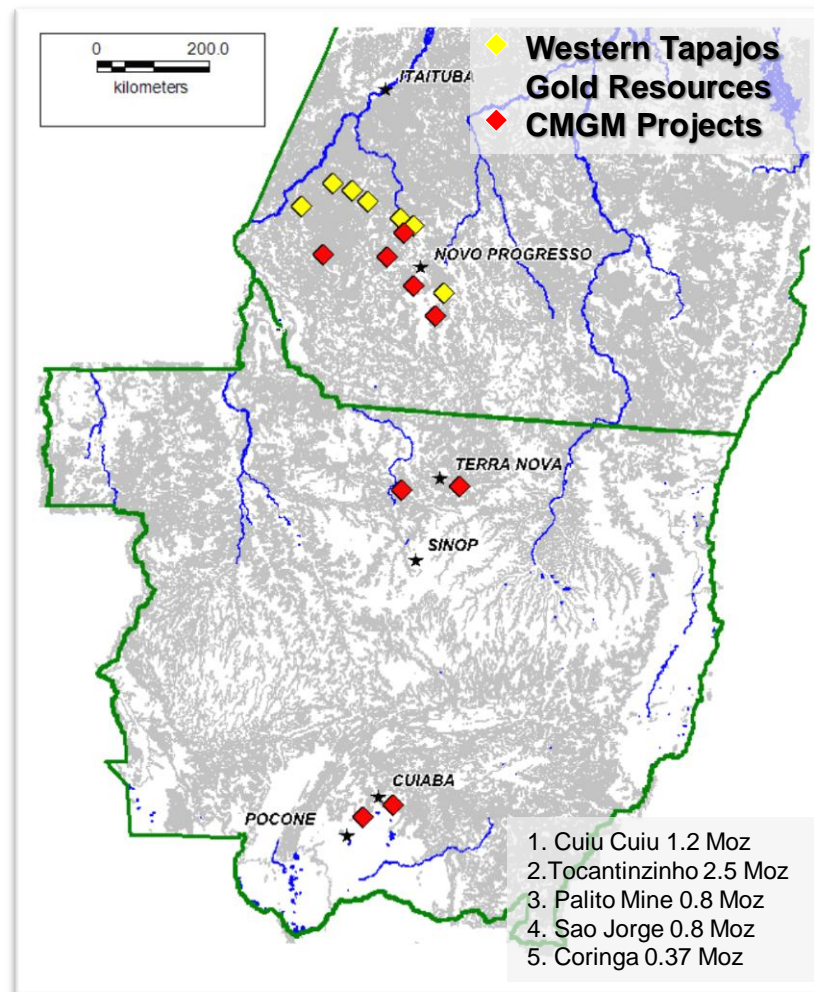 0 200.0
kilometers
Western Tapajos
Gold Resources
CMGM Projects
ITAITUBA
NOVO PROGRESSO
TERRA NOVA
SINOP
CUIABA
POCONE
1. Cuiu Cuiu 1.2 Moz
2.Tocantinzinho 2.5 Moz
3. Palito Mine 0.8 Moz
4. Sao Jorge 0.8 Moz
5. Coringa 0.37 Moz